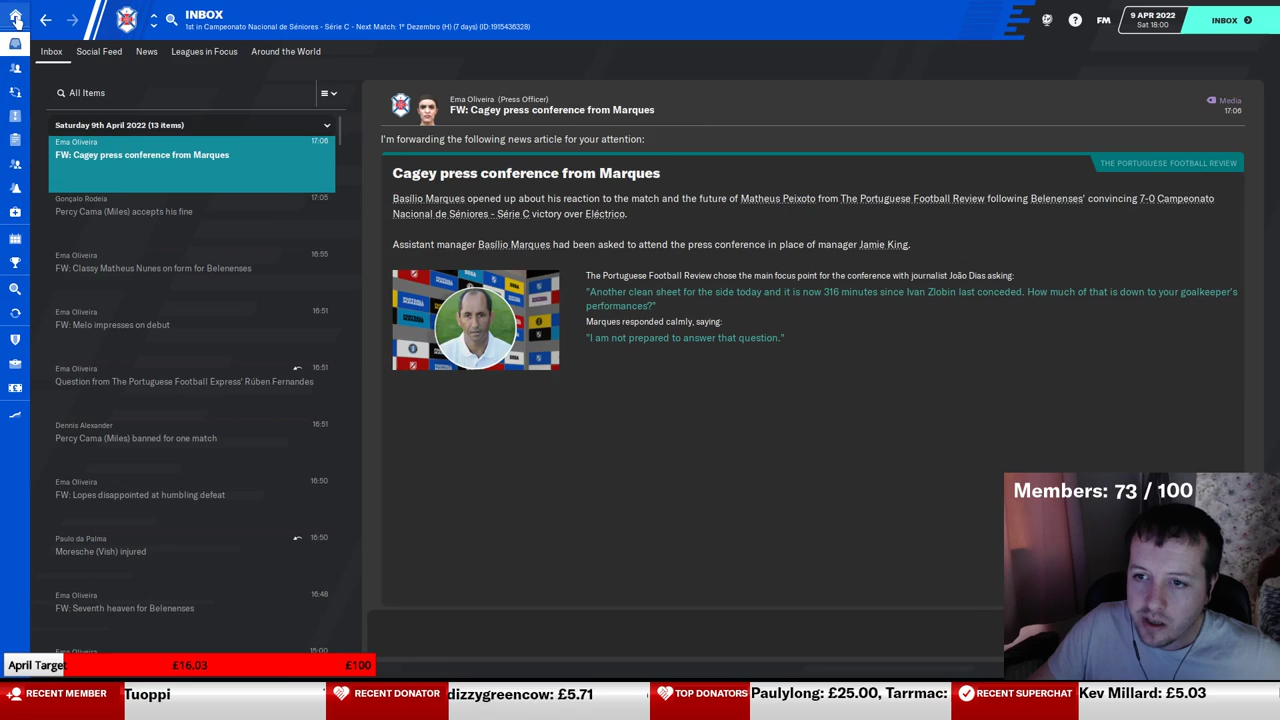 INBOX
1st in Campeonato Nacional de Séniores - Série C - Next Match: 1º Dezembro (H) (7 days) (ID:1915436328)
FM
9 APR 2022
Sat 18:00
INBOX
Inbox
Social Feed
News
Leagues in Focus
Around the World
All Items
Saturday 9th April 2022 (13 items)
Ema Oliveira 17:06
FW: Cagey press conference from Marques
Gonçalo Rodeia 17:05
Percy Cama (Miles) accepts his fine
Ema Oliveira 16:55
FW: Classy Matheus Nunes on form for Belenenses
Ema Oliveira 16:51
FW: Melo impresses on debut
Ema Oliveira 16:51
Question from The Portuguese Football Express' Rúben Fernandes
Dennis Alexander 16:51
Percy Cama (Miles) banned for one match
Ema Oliveira 16:50
FW: Lopes disappointed at humbling defeat
Paulo da Palma 16:50
Moresche (Vish) injured
Ema Oliveira 16:48
FW: Seventh heaven for Belenenses
Ema Oliveira 15:00
Ema Oliveira (Press Officer)
FW: Cagey press conference from Marques
Media
17:06
I'm forwarding the following news article for your attention:
THE PORTUGUESE FOOTBALL REVIEW
Cagey press conference from Marques
Basílio Marques opened up about his reaction to the match and the future of Matheus Peixoto from The Portuguese Football Review following Belenenses' convincing 7-0 Campeonato
Nacional de Séniores - Série C victory over Eléctrico.
Assistant manager Basílio Marques had been asked to attend the press conference in place of manager Jamie King.
The Portuguese Football Review chose the main focus point for the conference with journalist João Dias asking:
"Another clean sheet for the side today and it is now 316 minutes since Ivan Zlobin last conceded. How much of that is down to your goalkeeper's
performances?"
Marques responded calmly, saying:
"I am not prepared to answer that question."
Members: 73 / 100
April Target £16.03 £100
RECENT MEMBER Tuoppi
RECENT DONATOR dizzygreencow: £5.71
TOP DONATORS Paulylong: £25.00, Tarrmac:
RECENT SUPERCHAT Kev Millard: £5.03